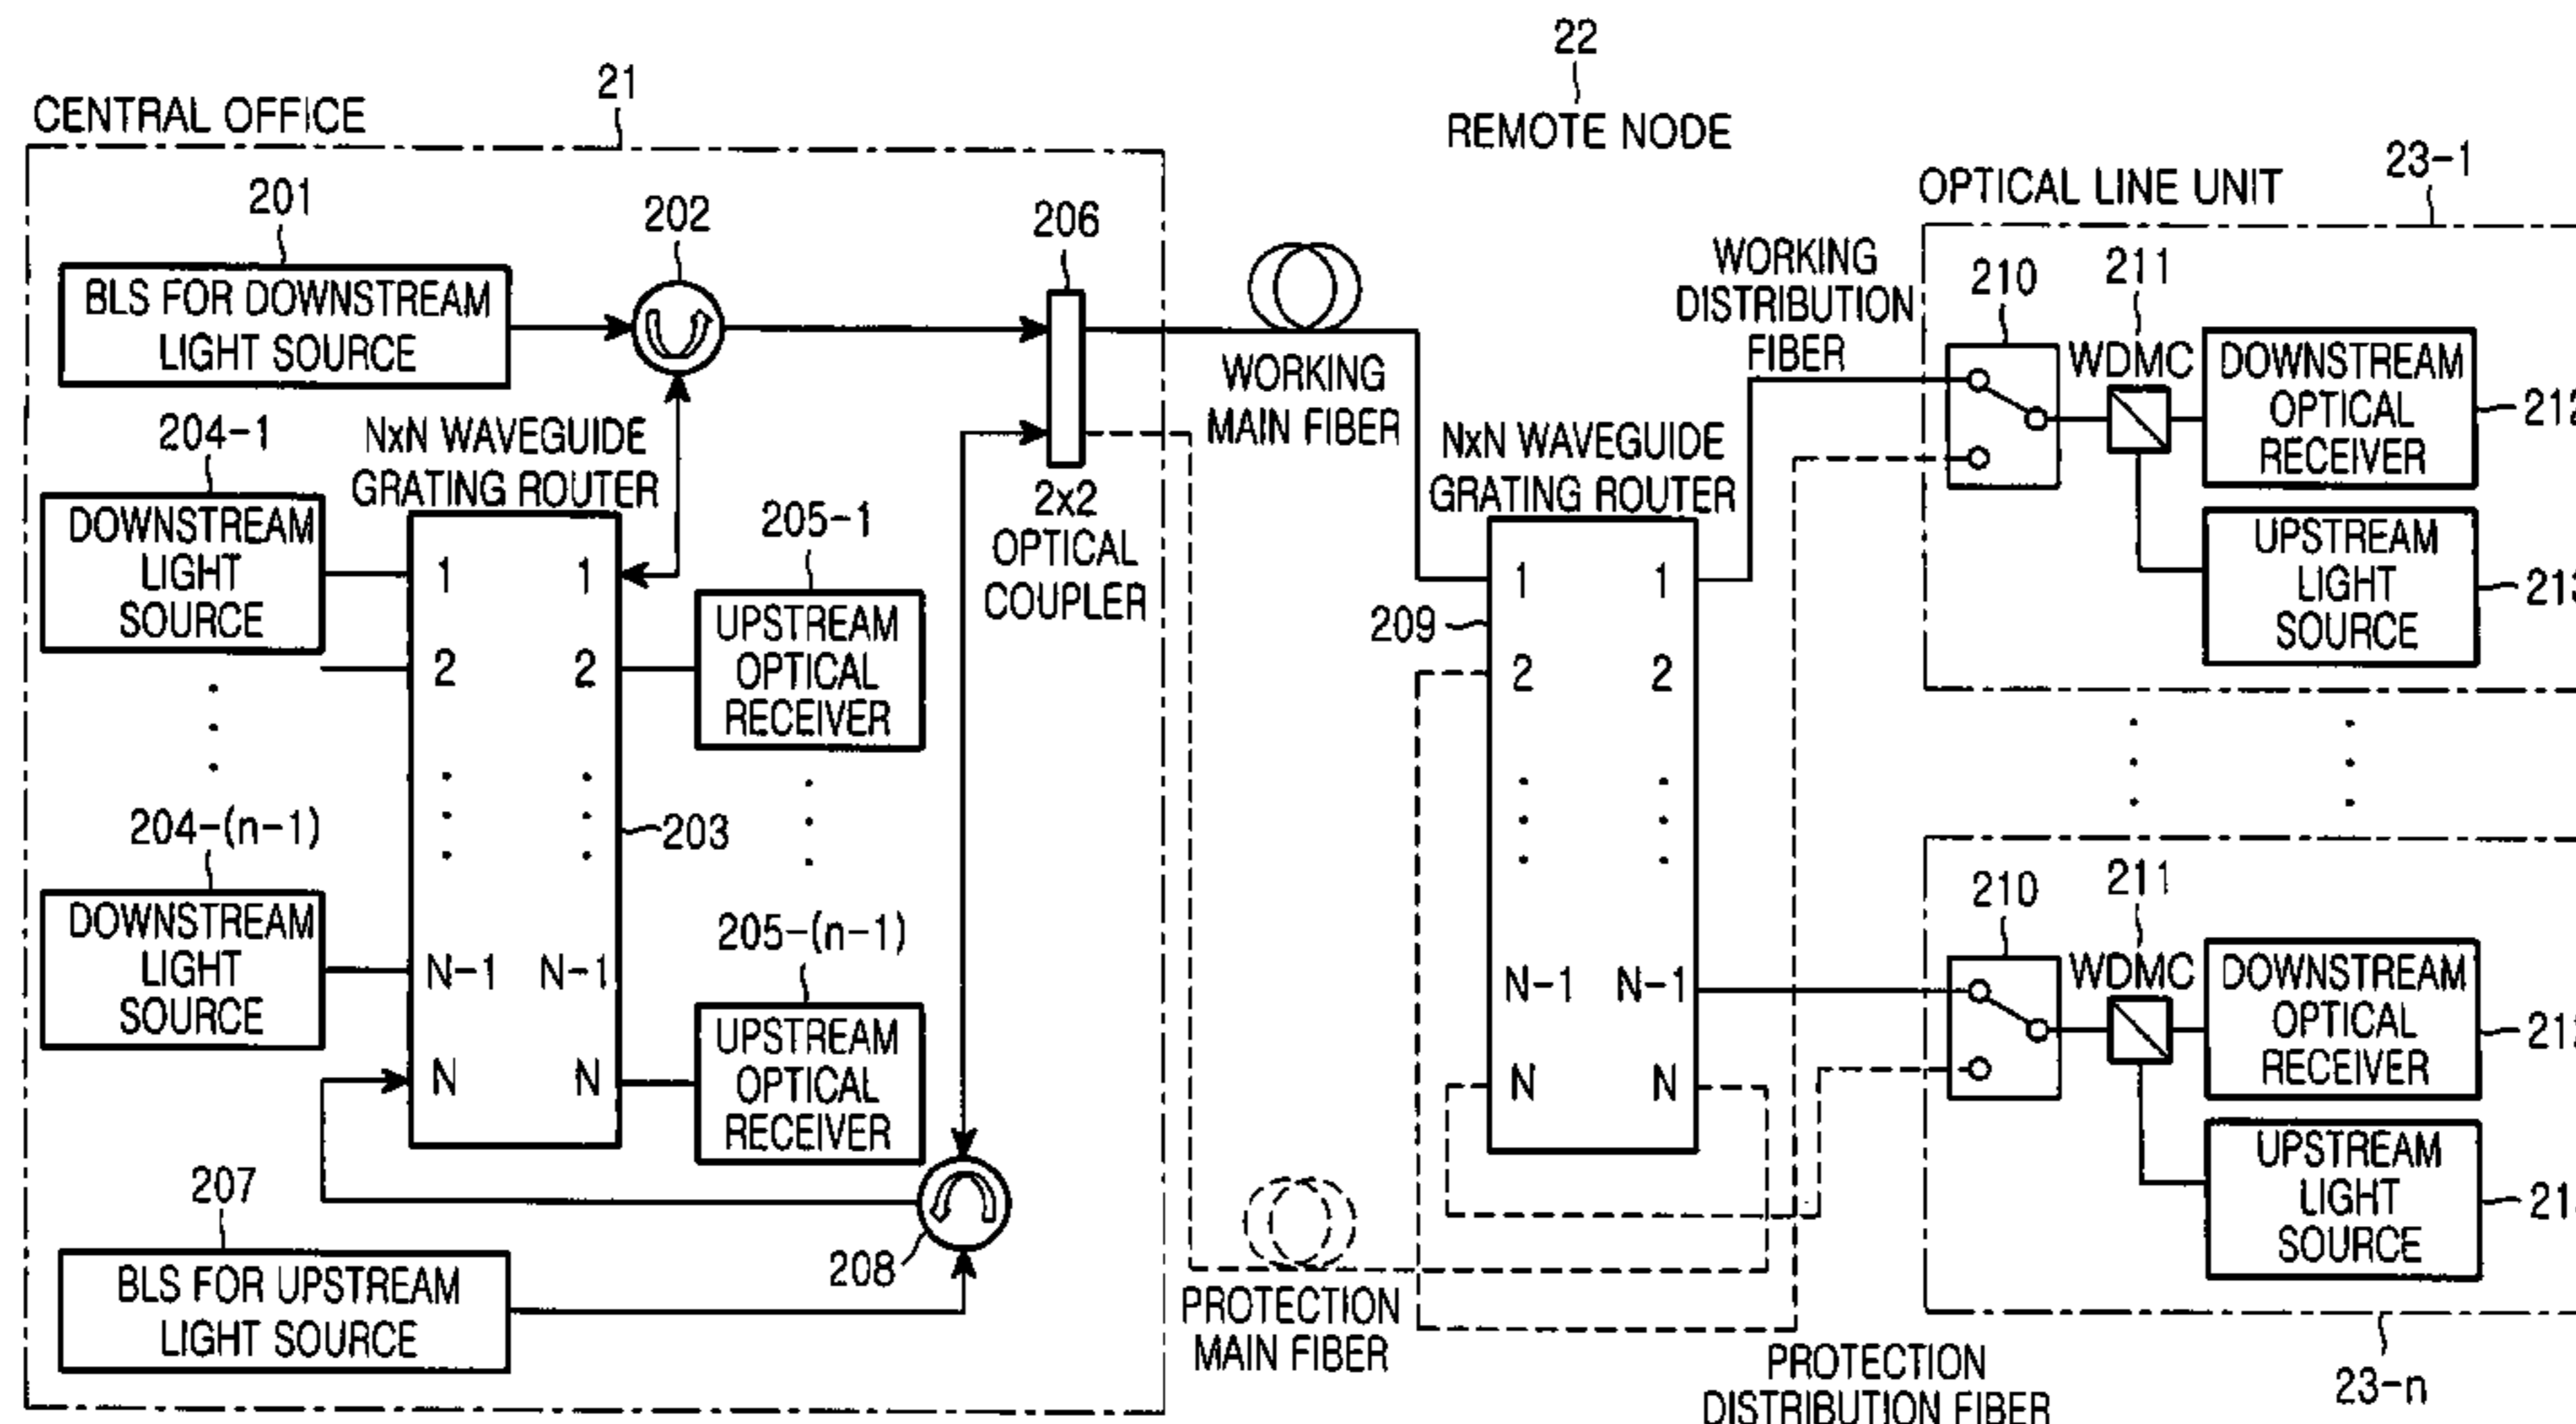 22
REMOTE NODE
21
CENTRAL OFFICE
201
BLS FOR DOWNSTREAM
LIGHT SOURCE
202
206
2x2
OPTICAL
COUPLER
204-1
DOWNSTREAM
LIGHT
SOURCE
NxN WAVEGUIDE
GRATING ROUTER
1 1
2 2
N-1 N-1
N N
203
205-1
UPSTREAM
OPTICAL
RECEIVER
204-(n-1)
DOWNSTREAM
LIGHT
SOURCE
205-(n-1)
UPSTREAM
OPTICAL
RECEIVER
207
BLS FOR UPSTREAM
LIGHT SOURCE
208
WORKING
MAIN FIBER
PROTECTION
MAIN FIBER
NxN WAVEGUIDE
GRATING ROUTER
209
1 1
2 2
N-1 N-1
N N
WORKING
DISTRIBUTION
FIBER
PROTECTION
DISTRIBUTION FIBER
OPTICAL LINE UNIT
23-1
210
211
WDMC
DOWNSTREAM
OPTICAL
RECEIVER
UPSTREAM
LIGHT
SOURCE
210
211
WDMC
DOWNSTREAM
OPTICAL
RECEIVER
UPSTREAM
LIGHT
SOURCE
23-n